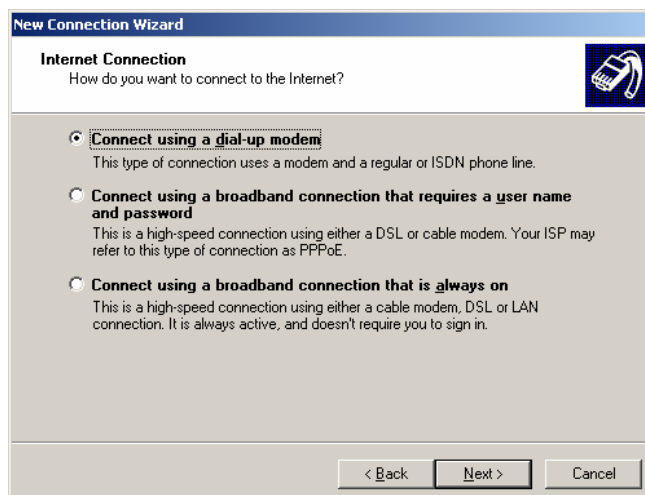 New Connection Wizard
Internet Connection
How do you want to connect to the Internet?
Connect using a dial-up modem
This type of connection uses a modem and a regular or ISDN phone line.
Connect using a broadband connection that requires a user name
and password
This is a high-speed connection using either a DSL or cable modem. Your ISP may
refer to this type of connection as PPPoE.
Connect using a broadband connection that is always on
This is a high-speed connection using either a cable modem, DSL or LAN
connection. It is always active, and doesn't require you to sign in.
< Back
Next >
Cancel